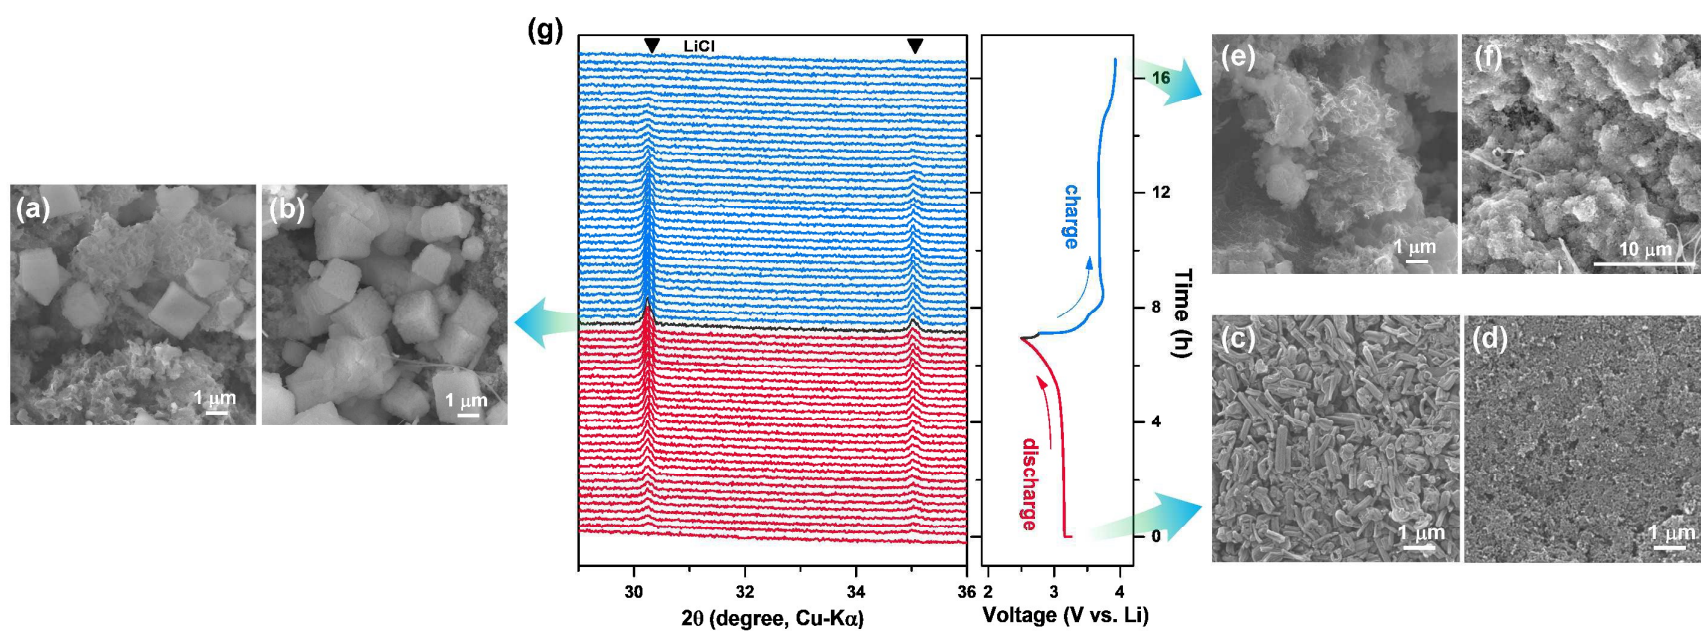 (g)
LiCl
(e)
(f)
16
1 μm
10 μm
(a)
(b)
12
charge
Time (h)
8
1 μm
1 μm
(c)
(d)
4
discharge
1 μm
1 μm
0
30
32
34
36
2
3
4
2θ (degree, Cu-Kα)
Voltage (V vs. Li)